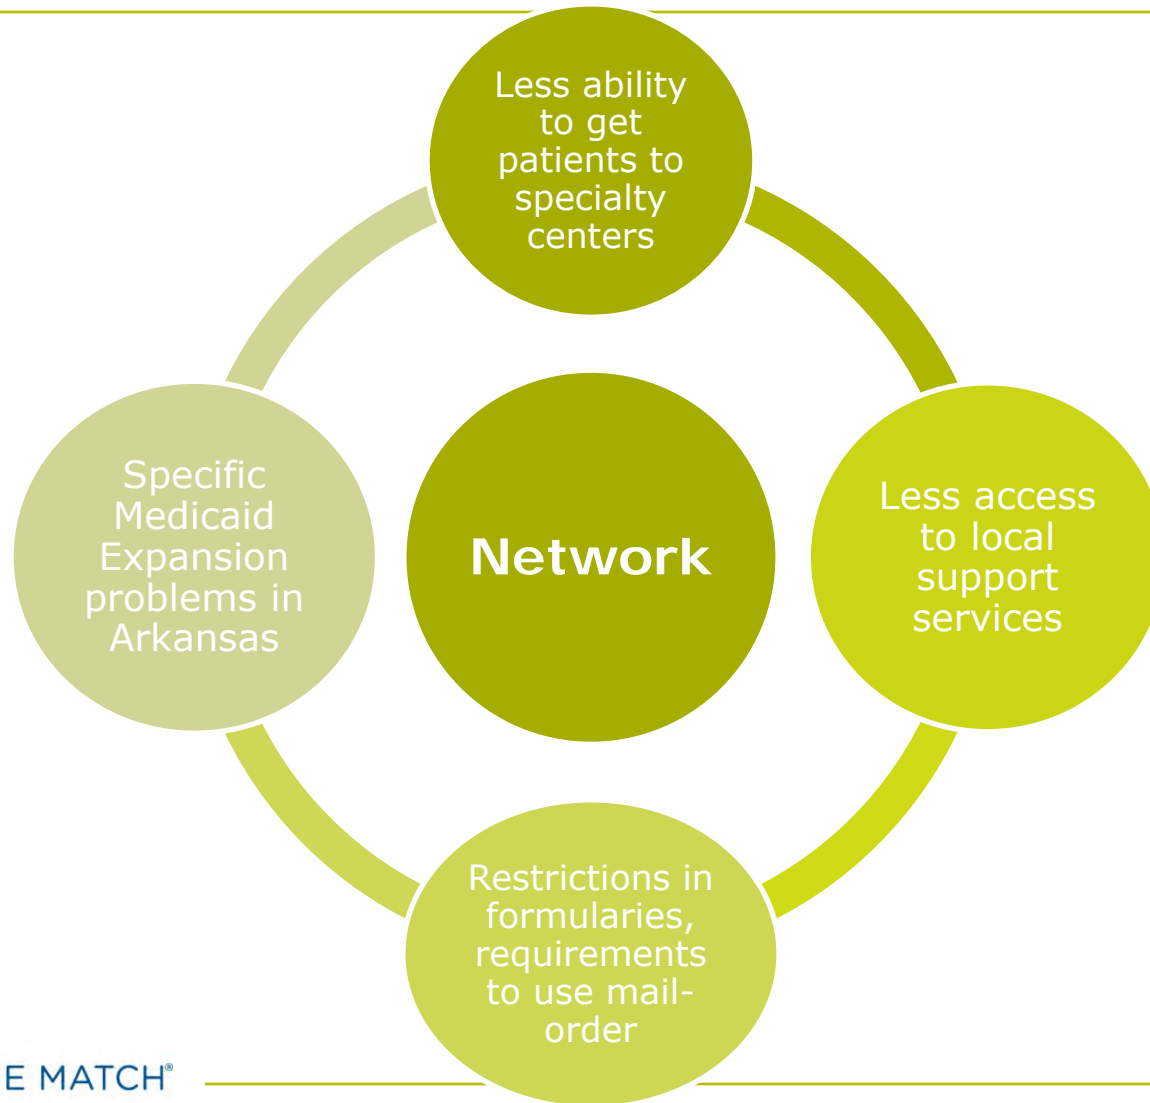 Less ability
to get
patients to
specialty
centers
Specific
Medicaid
Expansion
problems in
Arkansas
Network
Less access
to local
support
services
Restrictions in
formularies,
requirements
to use mail-
order
E MATCH®